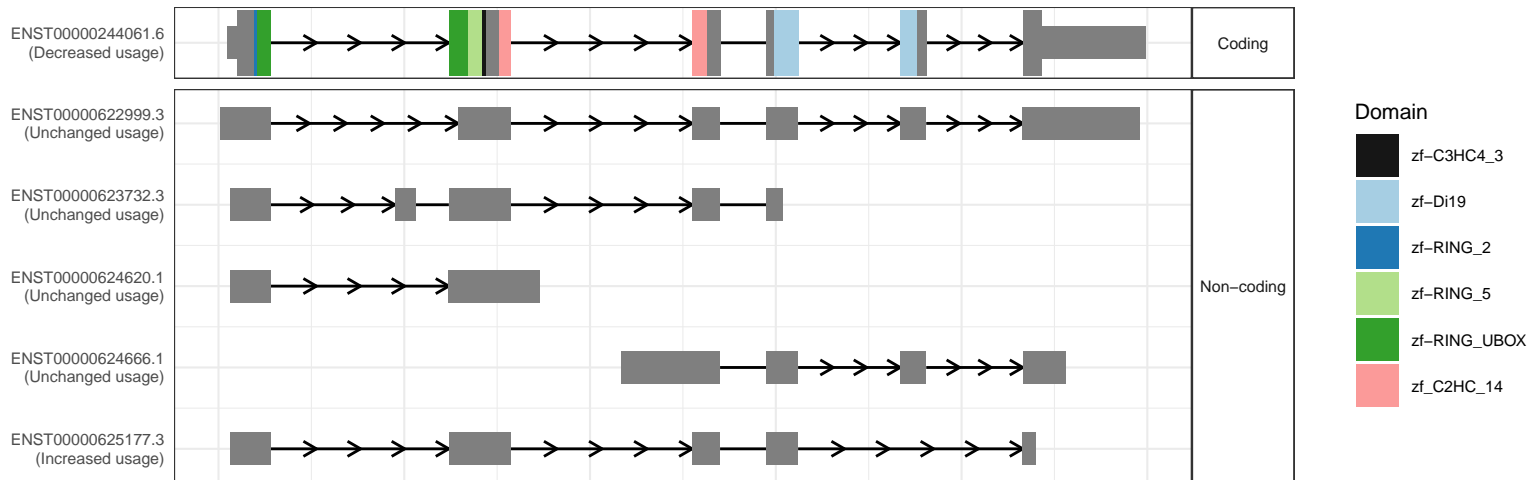 ENST00000244061.6
(Decreased usage)
Coding
ENST00000622999.3
(Unchanged usage)
ENST00000623732.3
(Unchanged usage)
ENST00000624620.1
(Unchanged usage)
Non−coding
ENST00000624666.1
(Unchanged usage)
ENST00000625177.3
(Increased usage)
Domain
zf−C3HC4_3
zf−Di19
zf−RING_2
zf−RING_5
zf−RING_UBOX
zf_C2HC_14